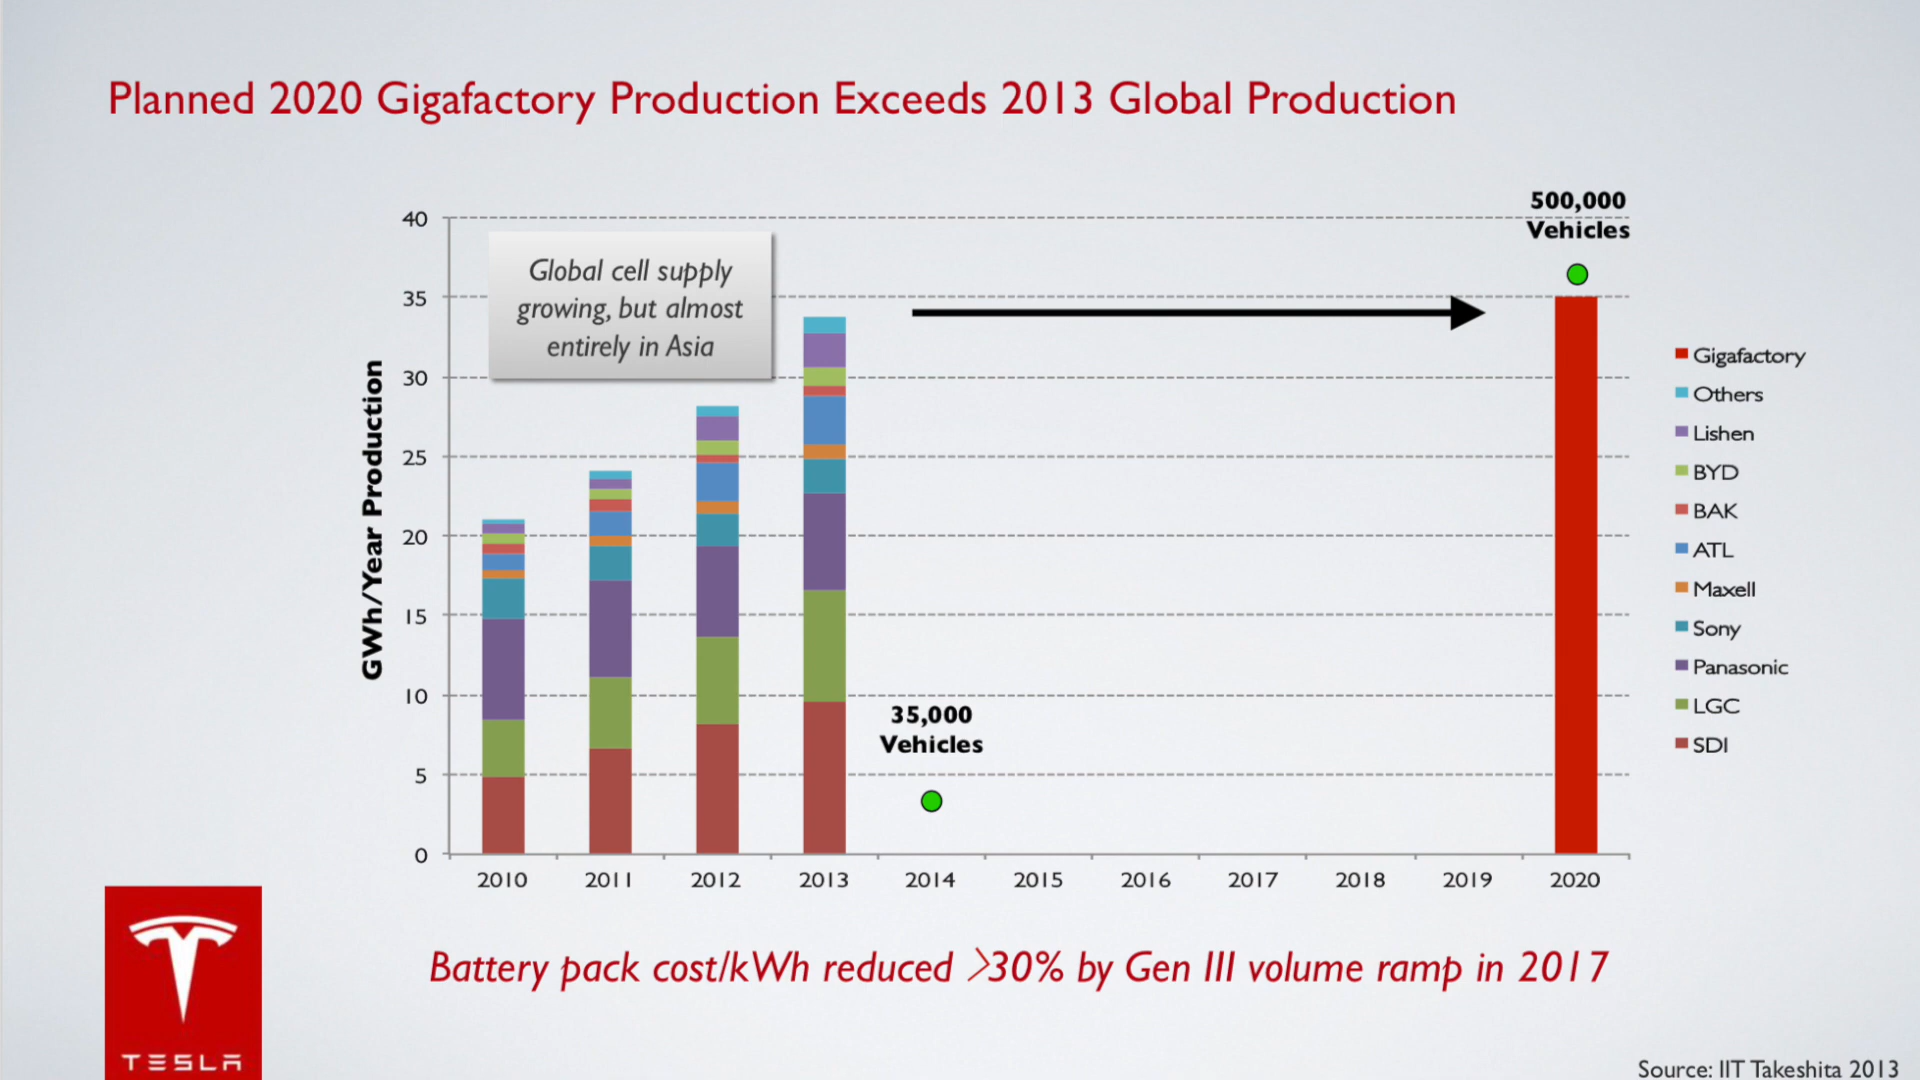 Planned 2020 Gigafactory Production Exceeds 2013 Global Production
500,000
Vehicles
40
Global cell supply
growing, but almost
entirely in Asia
35
30
25
20
15
10
5
0
GWh/Year Production
35,000
Vehicles
2010
2011
2012
2013
2014
2015
2016
2017
2018
2019
2020
Gigafactory
Others
Lishen
BYD
BAK
ATL
Maxell
Sony
Panasonic
LGC
SDI
Battery pack cost/kWh reduced >30% by Gen III volume ramp in 2017
TESLA
Source: IIT Takeshita 2013